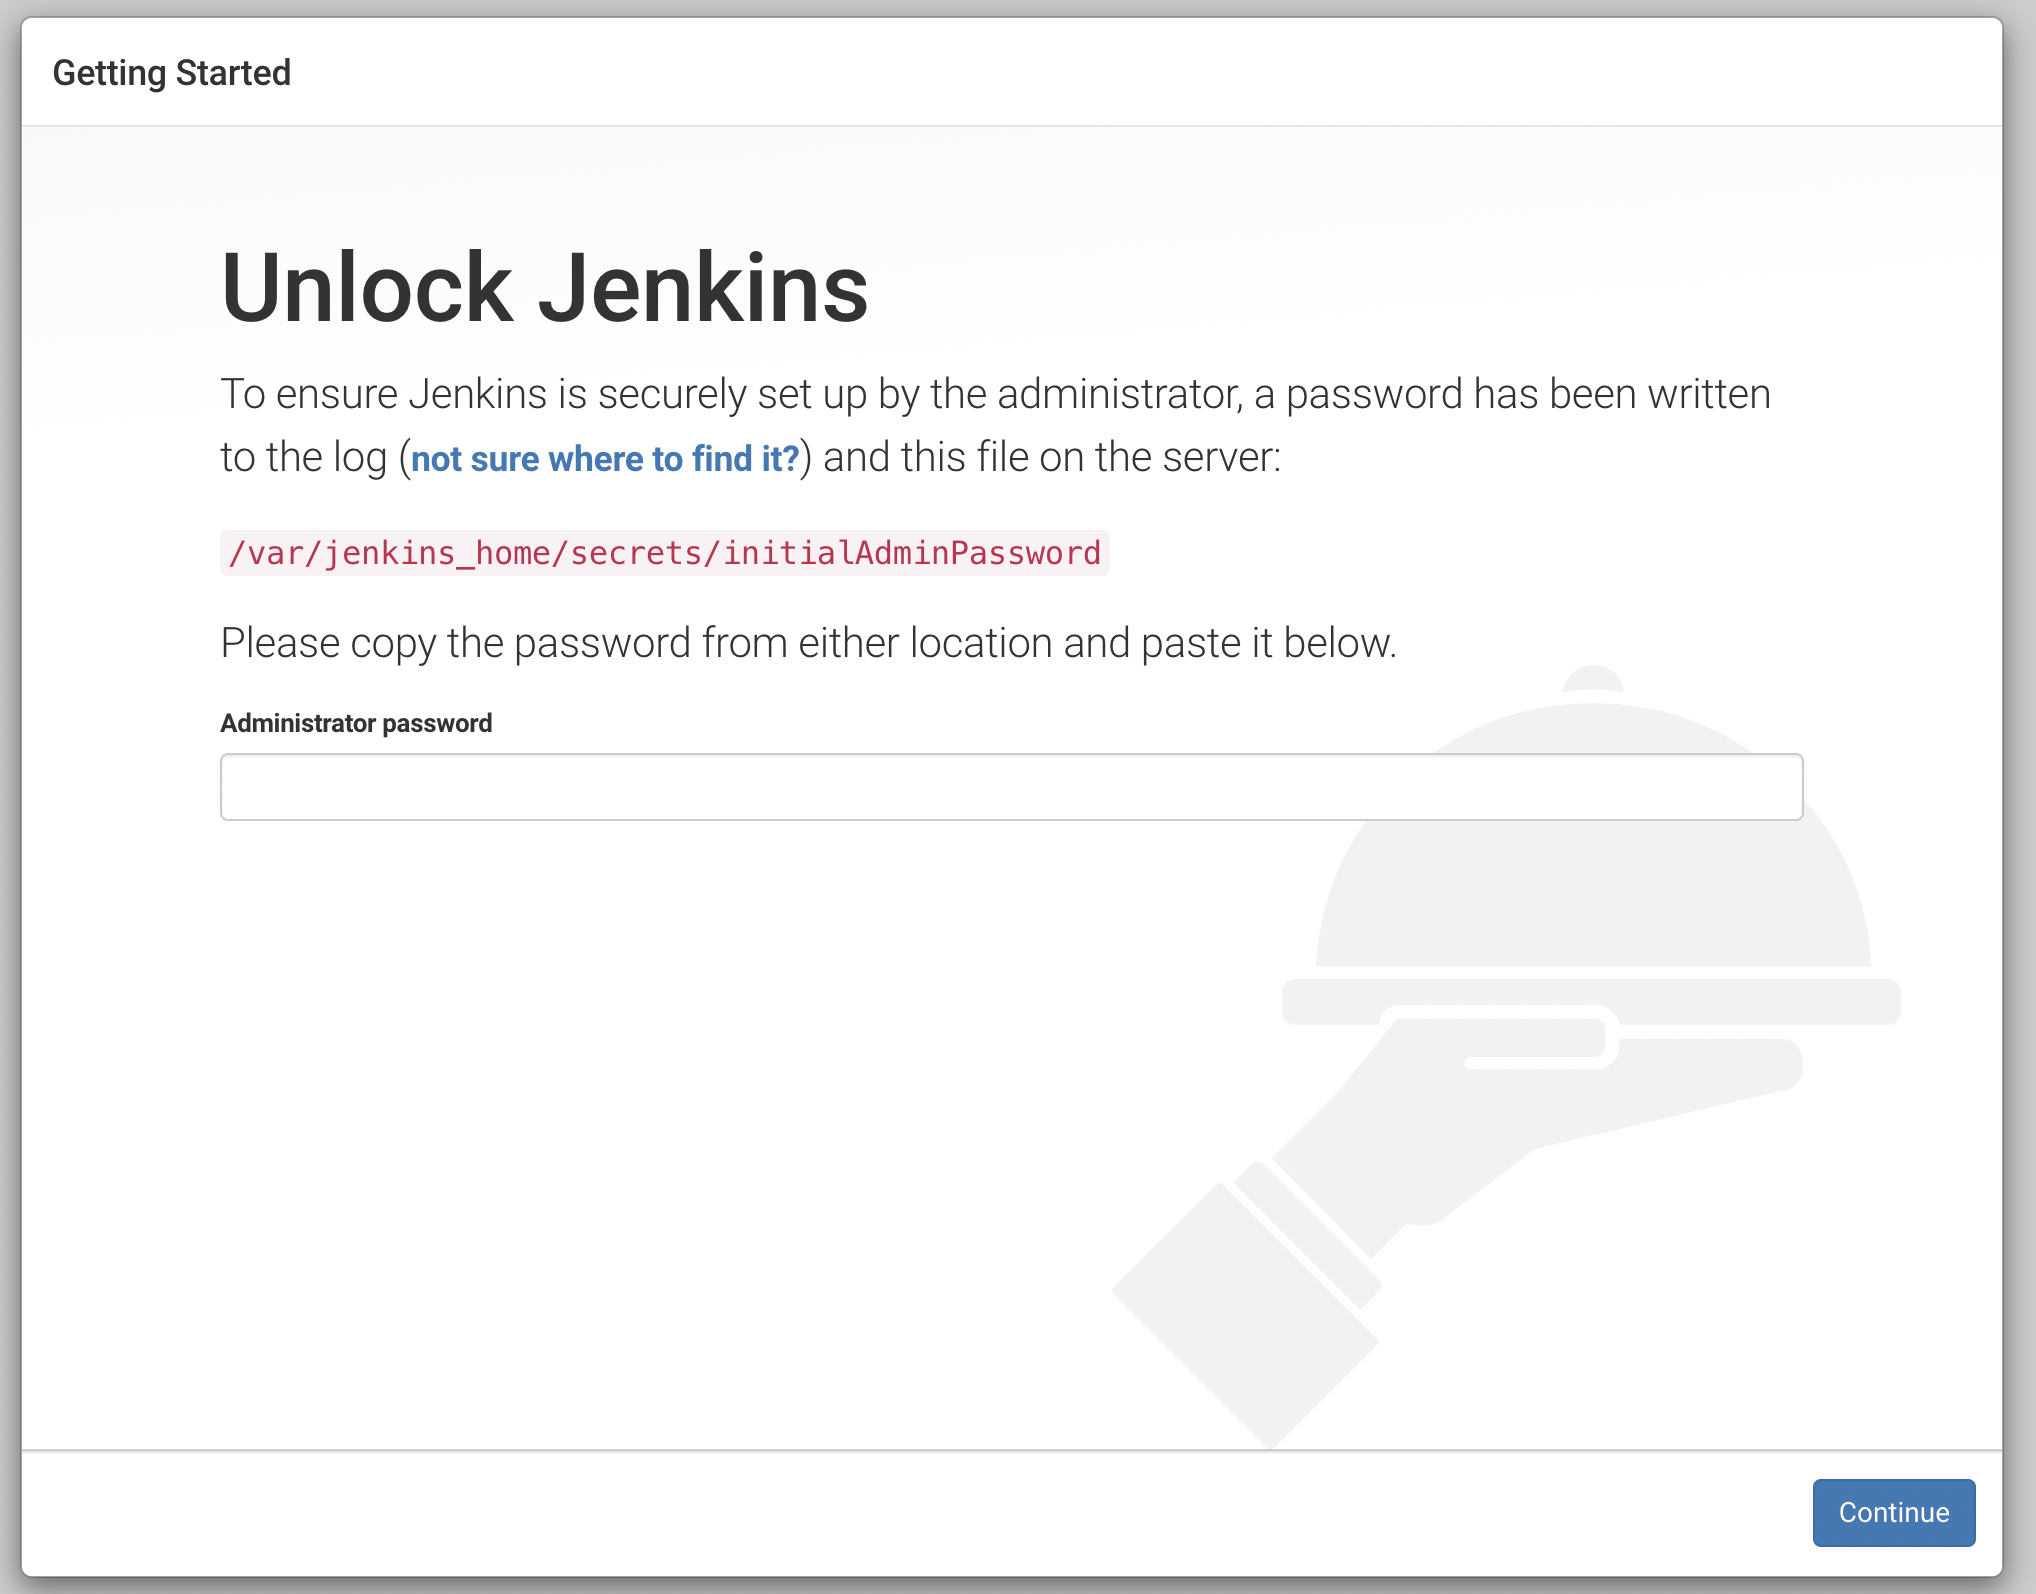 Getting Started
Unlock Jenkins
To ensure Jenkins is securely set up by the administrator, a password has been written
to the log (not sure where to find it?) and this file on the server:
/var/jenkins_home/secrets/initialAdminPassword
Please copy the password from either location and paste it below.
Administrator password
Continue